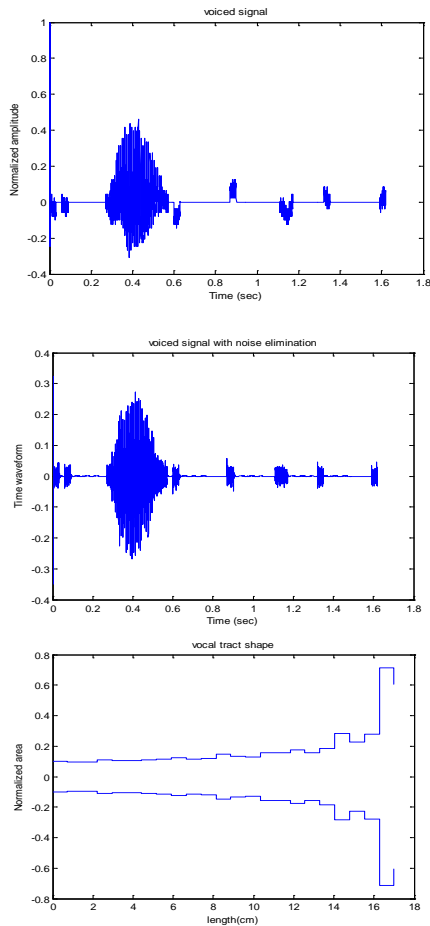 voiced signal
Normalized amplitude
1
0.8
0.6
0.4
0.2
0
-0.2
-0.4
0 0.2 0.4 0.6 0.8 1 1.2 1.4 1.6 1.8
Time (sec)
voiced signal with noise elimination
Time waveform
0.4
0.3
0.2
0.1
0
-0.1
-0.2
-0.3
-0.4
0 0.2 0.4 0.6 0.8 1 1.2 1.4 1.6 1.8
Time (sec)
vocal tract shape
Normalized area
0.8
0.6
0.4
0.2
0
-0.2
-0.4
-0.6
-0.8
0 2 4 6 8 10 12 14 16 18
length(cm)